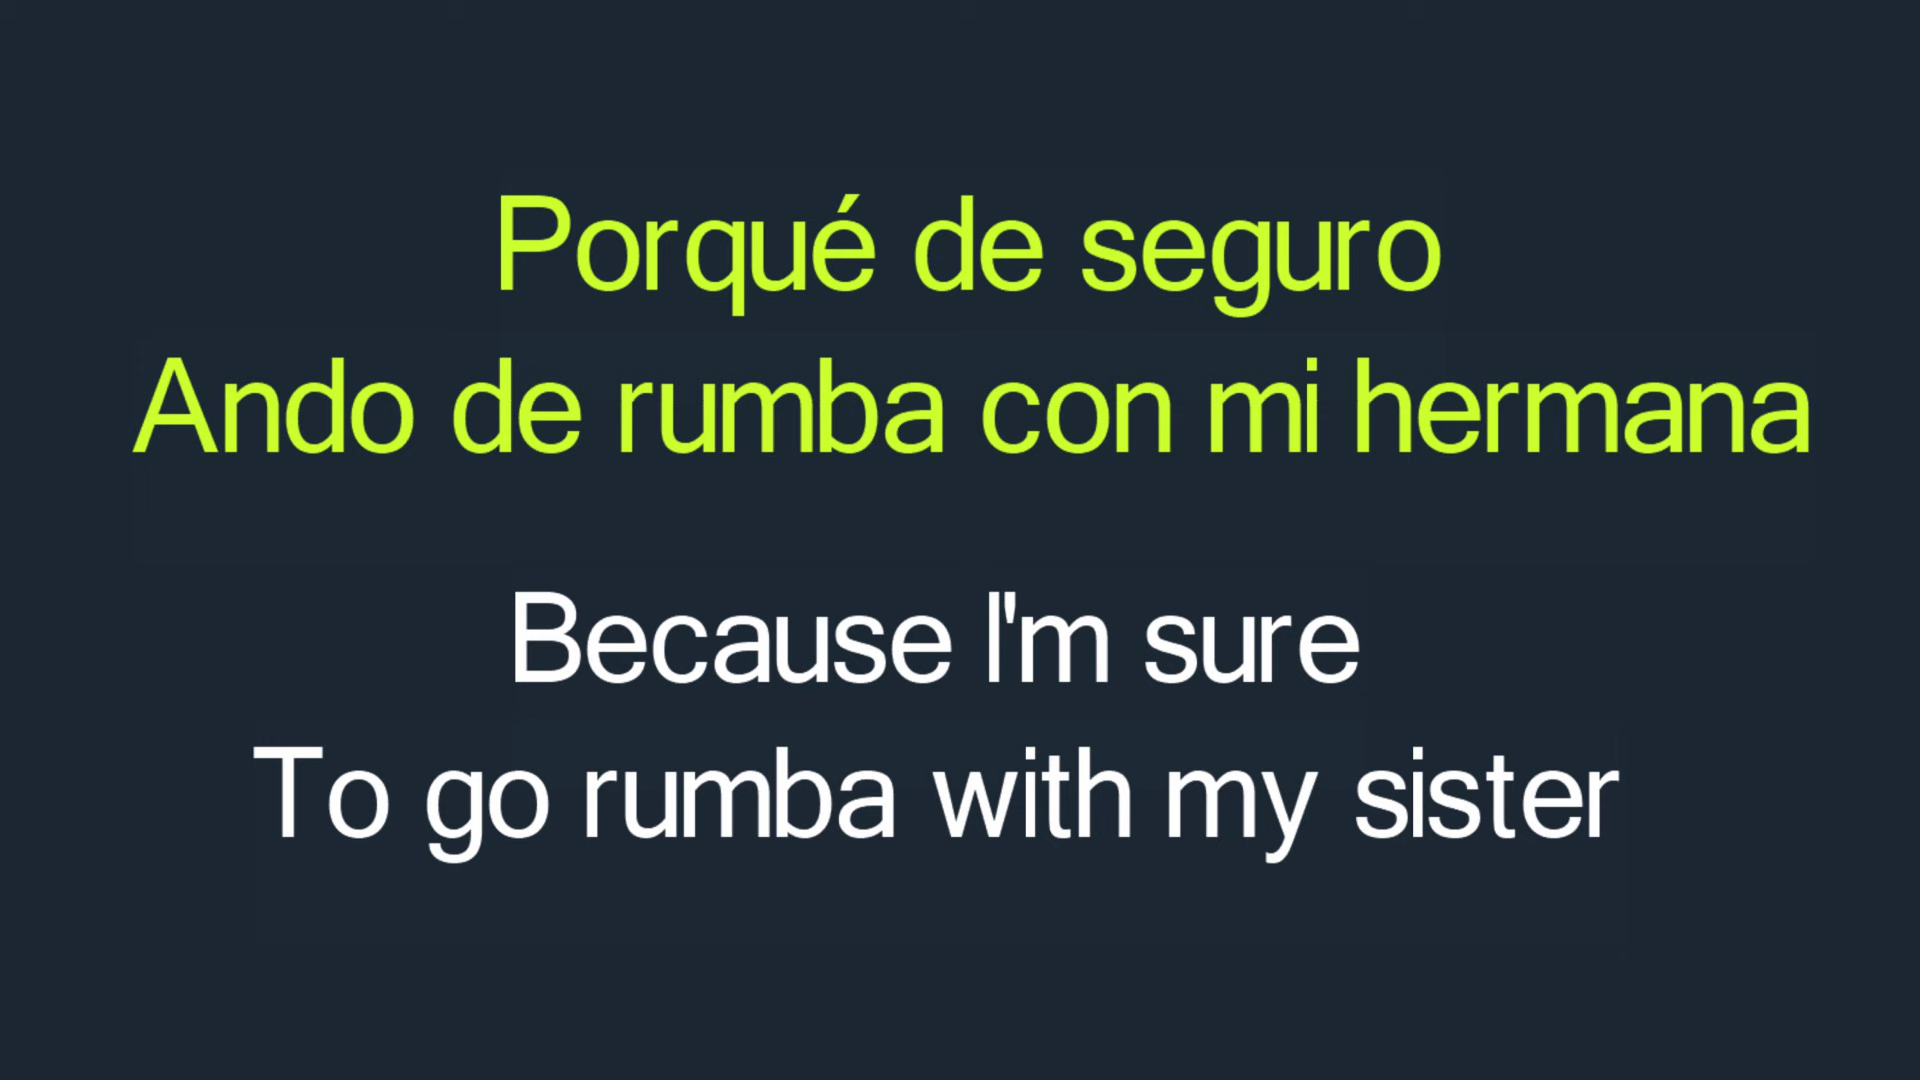 Porqué de seguro
Ando de rumba con mi hermana
Because I'm sure
To go rumba with my sister